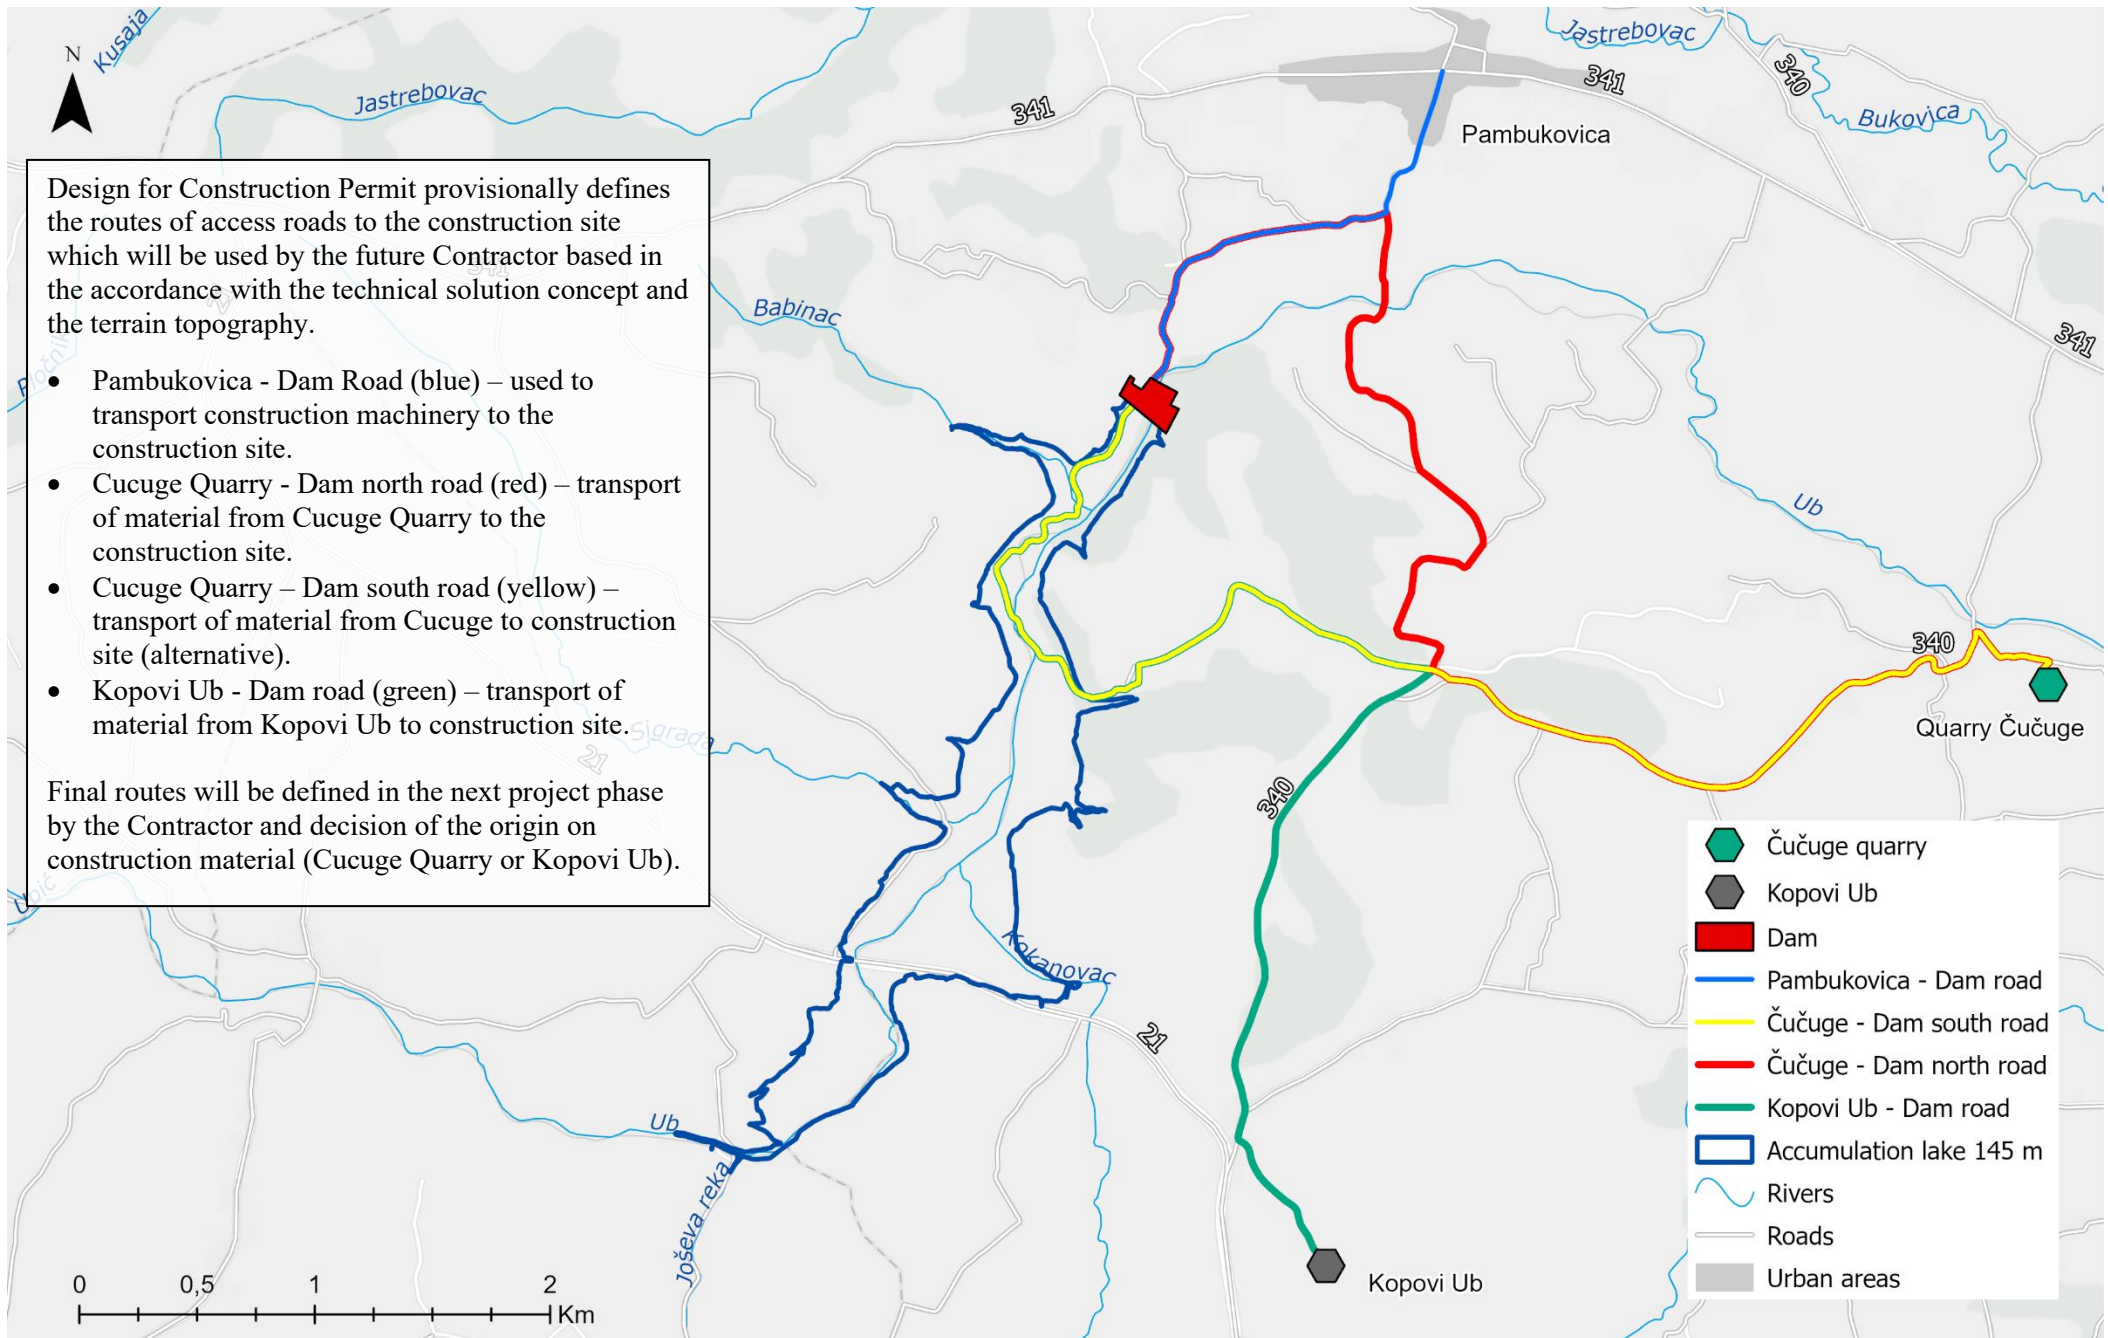 Kusaja
N
Jastrebovac
Jastrebovac
341
341
340
Bukovica
Pambukovica
Design for Construction Permit provisionally defines
the routes of access roads to the construction site
which will be used by the future Contractor based in
the accordance with the technical solution concept and
the terrain topography.
• Pambukovica - Dam Road (blue) – used to
transport construction machinery to the
construction site.
• Cucuge Quarry - Dam north road (red) – transport
of material from Cucuge Quarry to the
construction site.
• Cucuge Quarry – Dam south road (yellow) –
transport of material from Cucuge to construction
site (alternative).
• Kopovi Ub - Dam road (green) – transport of
material from Kopovi Ub to construction site.
Final routes will be defined in the next project phase
by the Contractor and decision of the origin on
construction material (Cucuge Quarry or Kopovi Ub).
341
21
Pločnik
Sigrada
21
Ubić
Babinac
341
Ub
340
Quarry Čučuge
340
Kokanovac
21
Ub
Joševa reka
Kopovi Ub
Čučuge quarry
Kopovi Ub
Dam
Pambukovica - Dam road
Čučuge - Dam south road
Čučuge - Dam north road
Kopovi Ub - Dam road
Accumulation lake 145 m
Rivers
Roads
Urban areas
0 0,5 1 2
Km